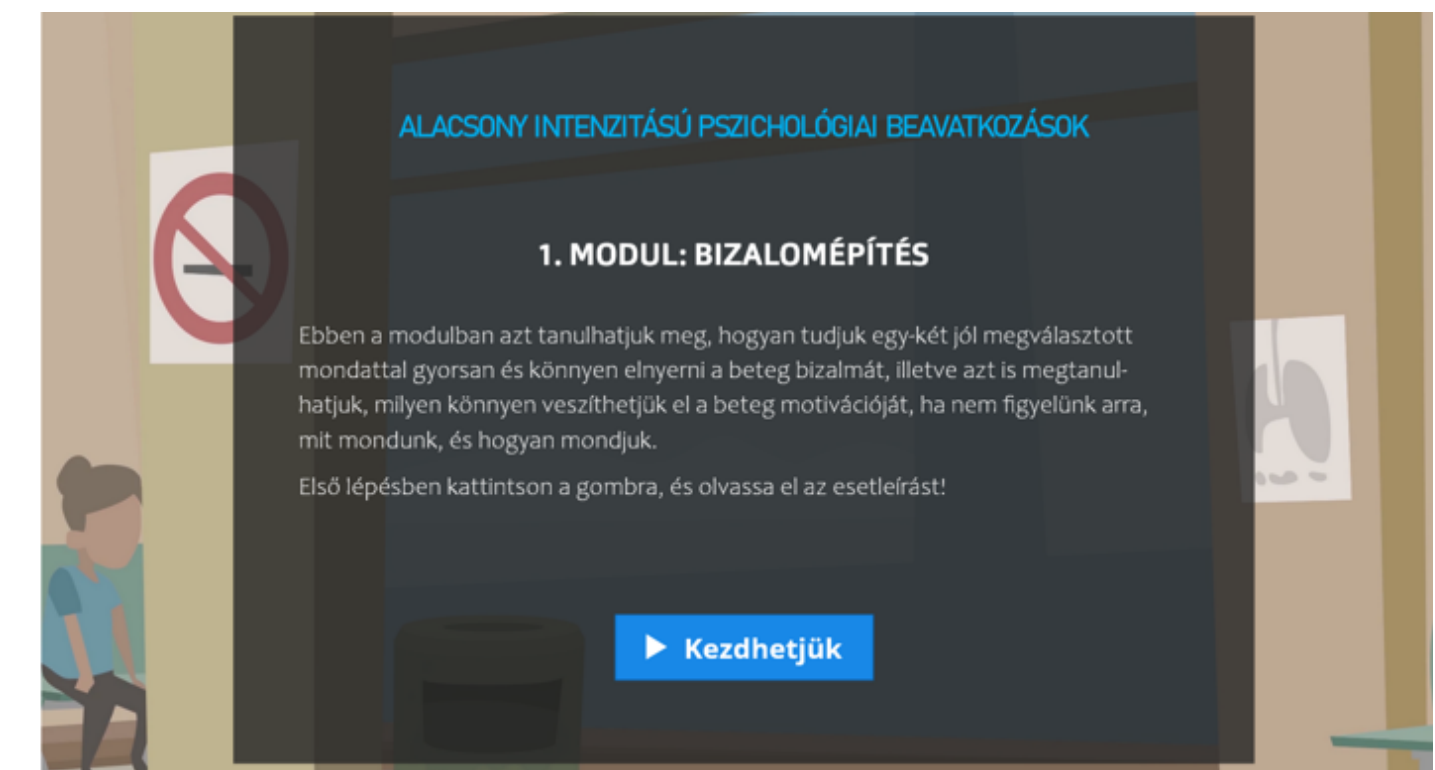 ALACSONY INTENZITÁSÚ PSZICHOLÓGIAI BEAVATKOZÁSOK
1. MODUL: BIZALOMÉPÍTÉS
Ebben a modulban azt tanulhatjuk meg, hogyan tudjuk egy-két jól megválasztott
mondattal gyorsan és könnyen elnyerni a beteg bizalmát, illetve azt is megtanul-
hatjuk, milyen könnyen veszíthetjük el a beteg motivációját, ha nem figyelünk arra,
mit mondunk, és hogyan mondjuk.
Első lépésben kattintson a gombra, és olvassa el az esetleírást!
Kezdhetjük